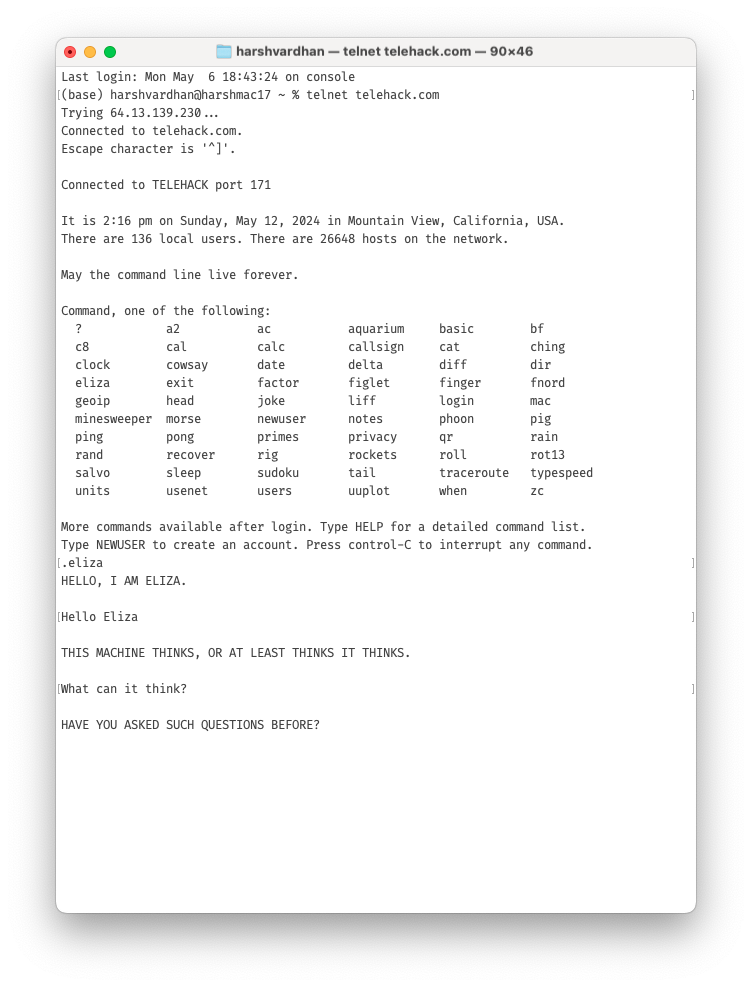 harshvardhan — telnet telehack.com — 90×46
Last login: Mon May  6 18:43:24 on console
[(base) harshvardhan@harshmac17 ~ % telnet telehack.com ]
Trying 64.13.139.230...
Connected to telehack.com.
Escape character is '^]'.
Connected to TELEHACK port 171
It is 2:16 pm on Sunday, May 12, 2024 in Mountain View, California, USA.
There are 136 local users. There are 26648 hosts on the network.
May the command line live forever.
Command, one of the following:
  ?            a2           ac           aquarium     basic        bf
  c8           cal          calc         callsign     cat          ching
  clock        cowsay       date         delta        diff         dir
  eliza        exit         factor       figlet       finger       fnord
  geoip        head         joke         liff         login        mac
  minesweeper  morse        newuser      notes        phoon        pig
  ping         pong         primes       privacy      qr           rain
  rand         recover      rig          rockets      roll         rot13
  salvo        sleep        sudoku       tail         traceroute   typespeed
  units        usenet       users        uuplot       when         zc
More commands available after login. Type HELP for a detailed command list.
Type NEWUSER to create an account. Press control-C to interrupt any command.
[.eliza ]
HELLO, I AM ELIZA.
[Hello Eliza ]
THIS MACHINE THINKS, OR AT LEAST THINKS IT THINKS.
[What can it think? ]
HAVE YOU ASKED SUCH QUESTIONS BEFORE?